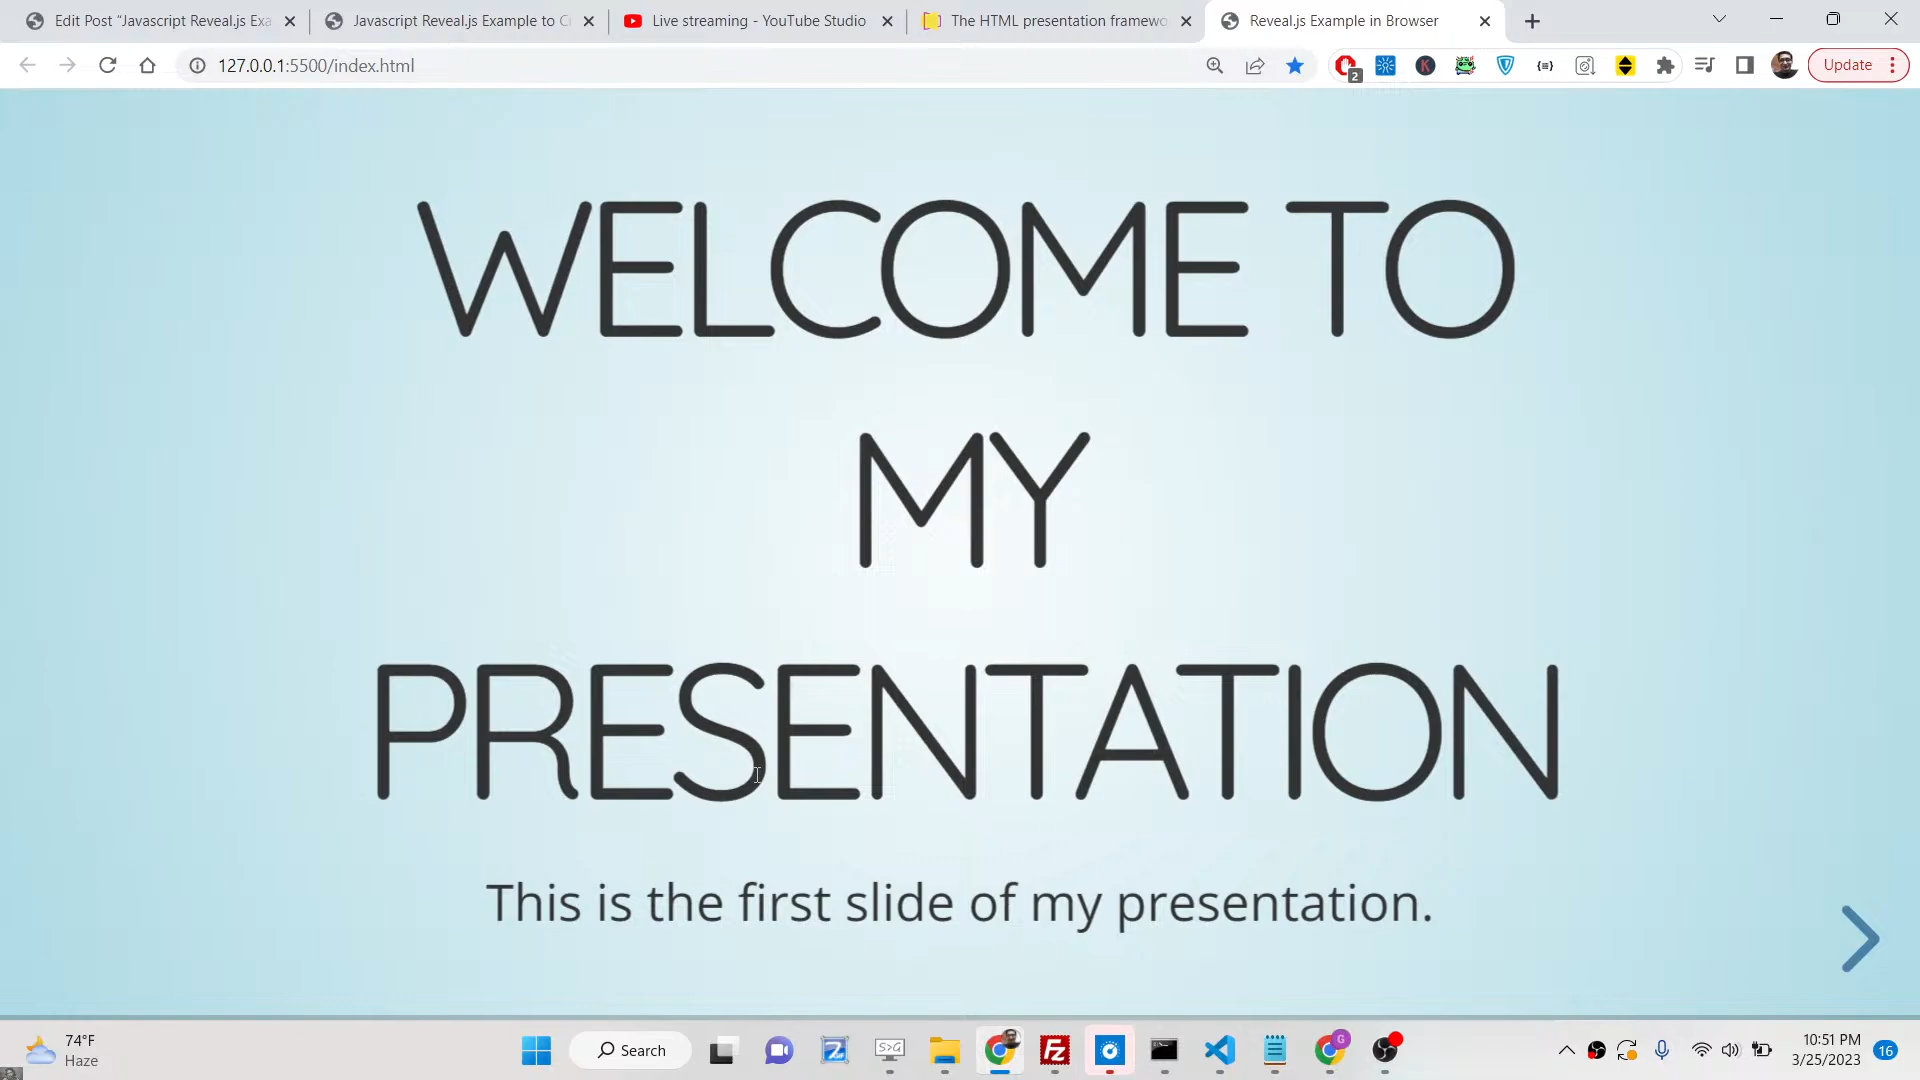 Edit Post “Javascript Reveal.js Exa
Javascript Reveal.js Example to C
Live streaming - YouTube Studio
The HTML presentation framewo
Reveal.js Example in Browser
127.0.0.1:5500/index.html
2
K
Update
WELCOME TO
MY
PRESENTATION
This is the first slide of my presentation.
74°F
Haze
Search
S>G
Fz
G
10:51 PM
3/25/2023
16